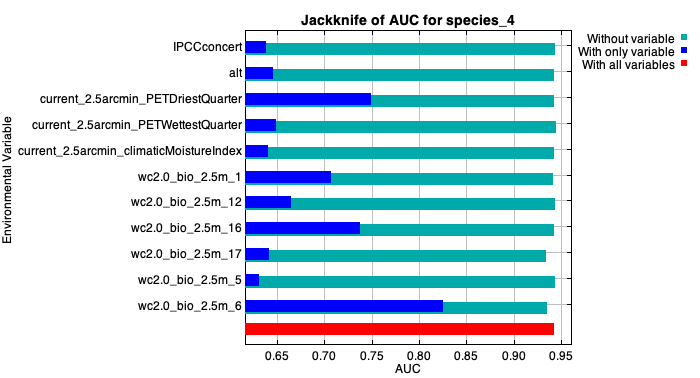 Jackknife of AUC for species_4
Without variable
With only variable
With all variables
Environmental Variable
IPCCconcert
alt
current_2.5arcmin_PETDriestQuarter
current_2.5arcmin_PETWettestQuarter
current_2.5arcmin_climaticMoistureIndex
wc2.0_bio_2.5m_1
wc2.0_bio_2.5m_12
wc2.0_bio_2.5m_16
wc2.0_bio_2.5m_17
wc2.0_bio_2.5m_5
wc2.0_bio_2.5m_6
0.65 0.70 0.75 0.80 0.85 0.90 0.95
AUC